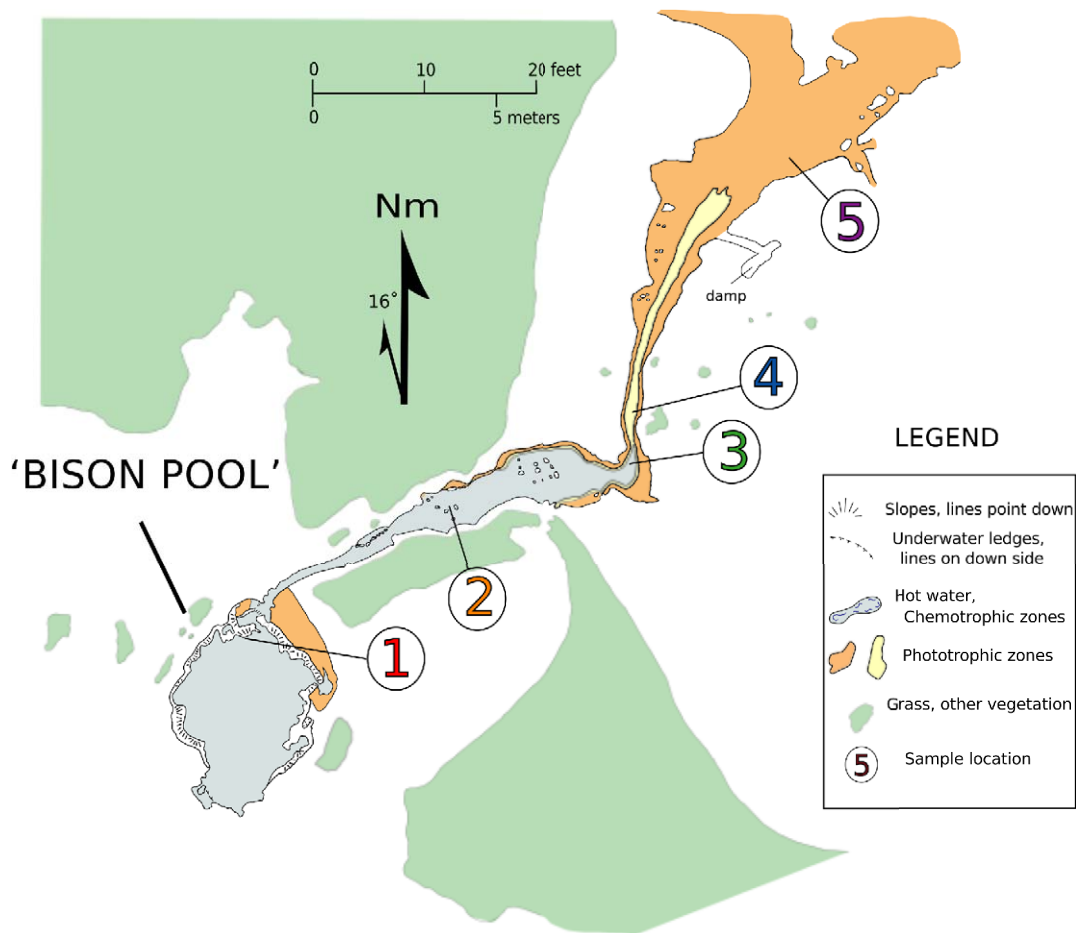 0 10 20 feet
0 5 meters
Nm
16°
5
damp
4
3
'BISON POOL'
2
1
LEGEND
Slopes, lines point down
Underwater ledges,
lines on down side
Hot water,
Chemotrophic zones
Phototrophic zones
Grass, other vegetation
5 Sample location